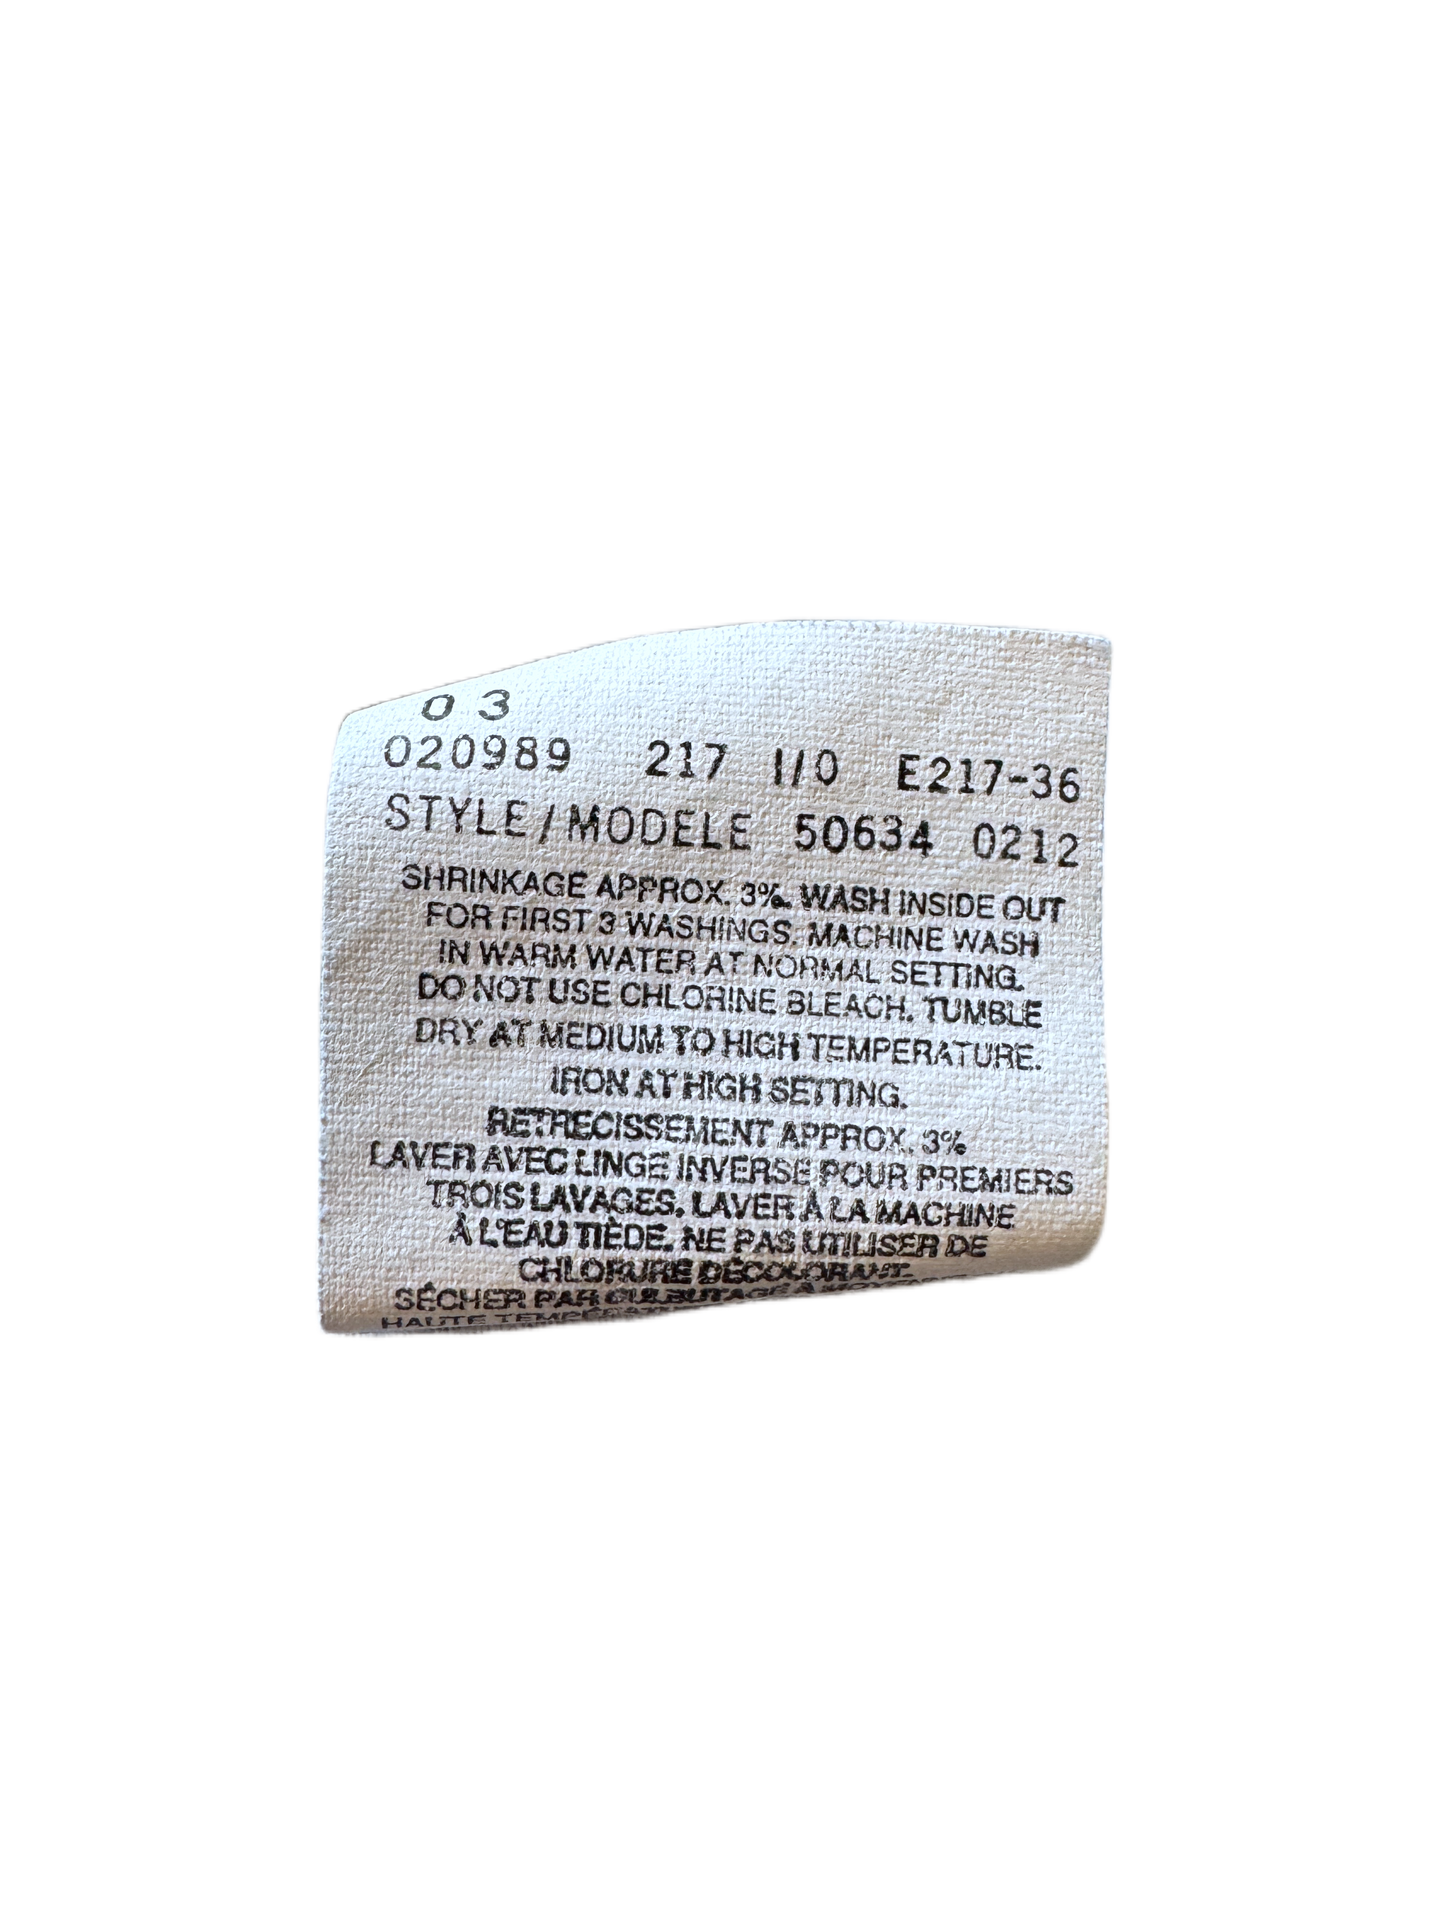 0 3
020989 217 I/O E217-36
STYLE/MODELE 50634 0212
SHRINKAGE APPROX. 3%. WASH INSIDE OUT
FOR FIRST 3 WASHINGS. MACHINE WASH
IN WARM WATER AT NORMAL SETTING.
DO NOT USE CHLORINE BLEACH. TUMBLE
DRY AT MEDIUM TO HIGH TEMPERATURE.
IRON AT HIGH SETTING.
RETRECISSEMENT APPROX. 3%
LAVER AVEC LINGE INVERSE POUR PREMIERS
TROIS LAVAGES. LAVER À LA MACHINE
À L'EAU TIÈDE. NE PAS UTILISER DE
CHLORURE DÉCOLORANT.
SÉCHER PAR CULBUTAGE À
HAUTE